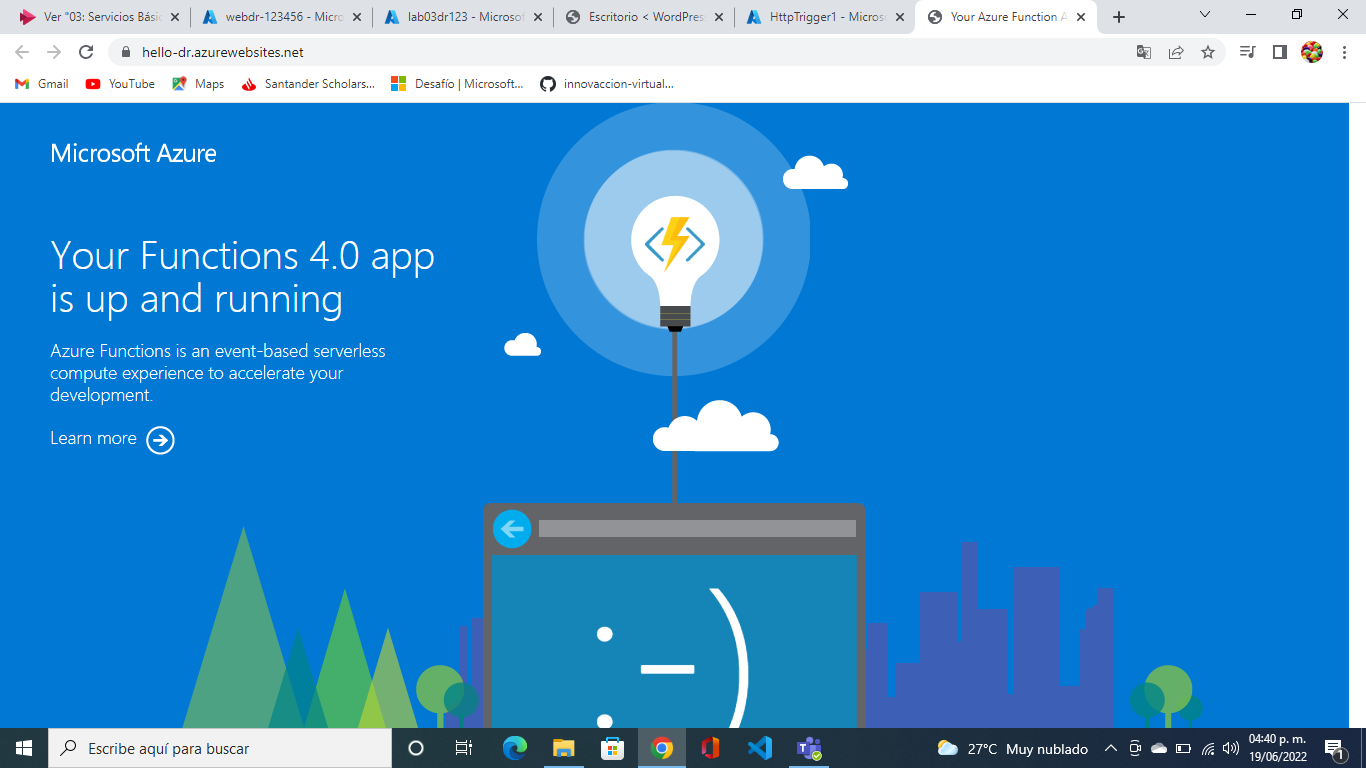 Ver "03: Servicios Bási
webdr-123456 - Micro
lab03dr123 - Microsof
Escritorio < WordPress
HttpTrigger1 - Microso
Your Azure Function A
hello-dr.azurewebsites.net
Gmail
YouTube
Maps
Santander Scholars...
Desafío | Microsoft...
innovaccion-virtual...
Microsoft Azure
Your Functions 4.0 app
is up and running
Azure Functions is an event-based serverless
compute experience to accelerate your
development.
Learn more
:-)
Escribe aquí para buscar
27°C Muy nublado
04:40 p. m.
19/06/2022
1